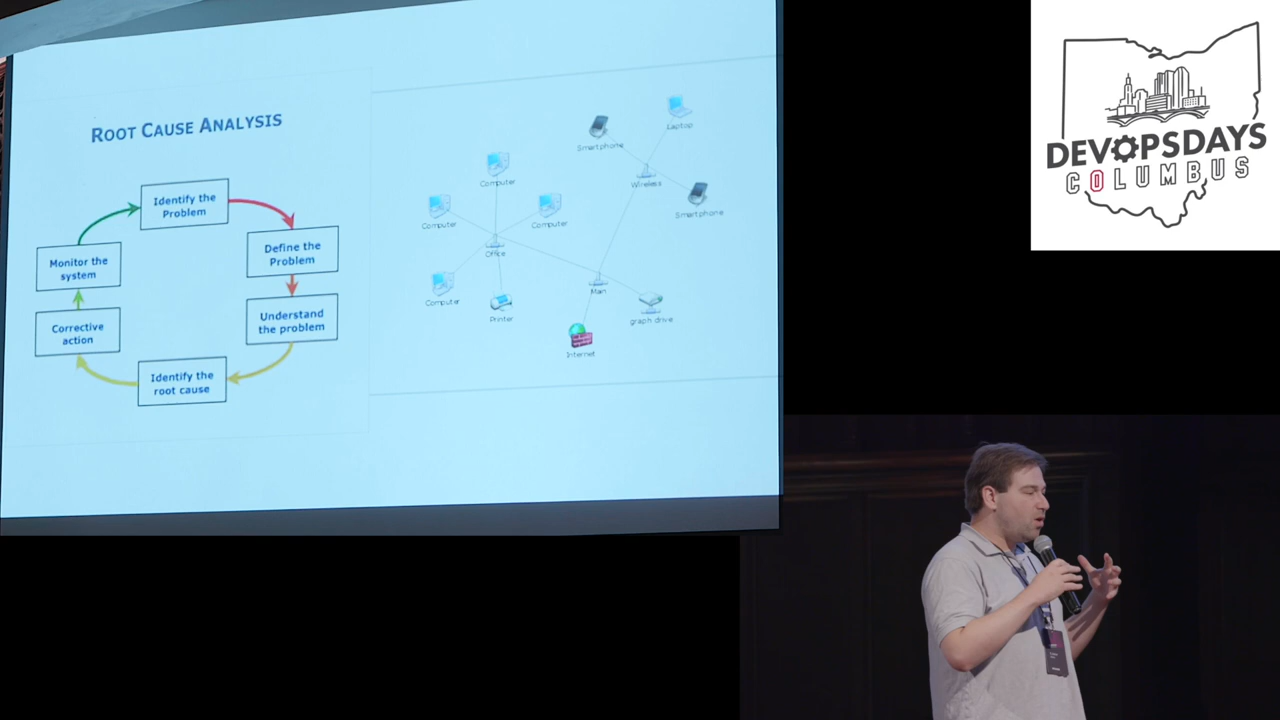 ROOT CAUSE ANALYSIS
Identify the
Problem
Define the
Problem
Understand
the problem
Identify the
root cause
Corrective
action
Monitor the
system
Laptop
Smartphone
Wireless
Smartphone
Computer
Computer
Computer
Office
Computer
Printer
Main
graph drive
Internet
DEVOPSDAYS
COLUMBUS